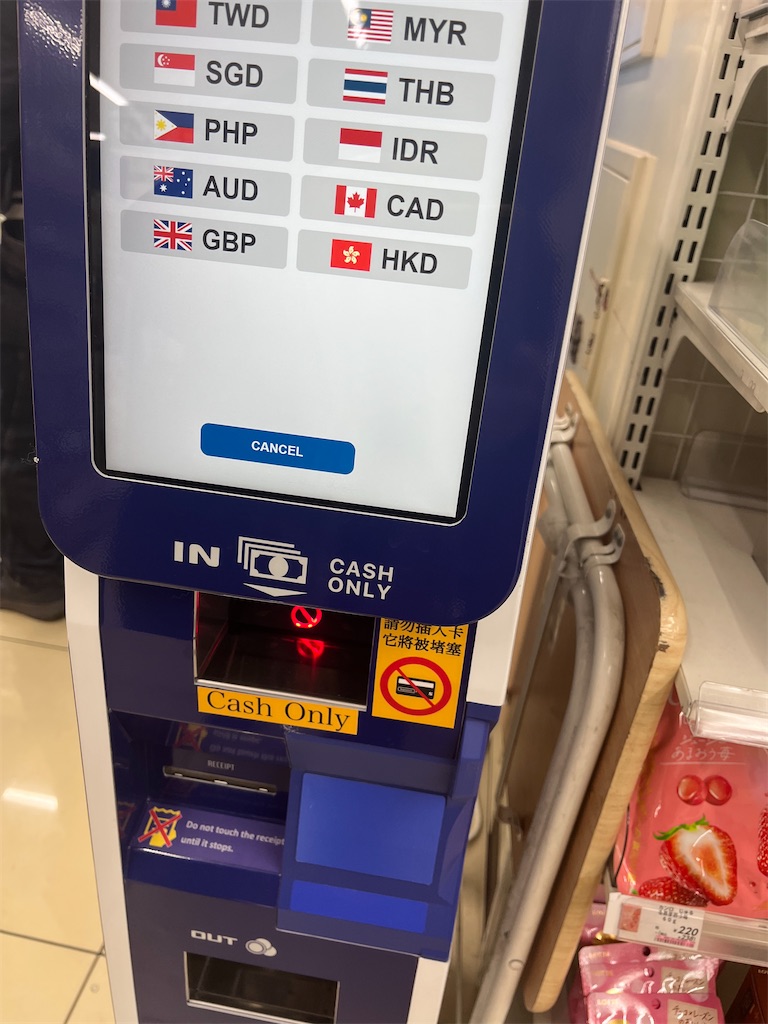 TWD
MYR
SGD
THB
PHP
IDR
AUD
CAD
GBP
HKD
CANCEL
IN
CASH
ONLY
請勿插入卡
它將被堵塞
Cash Only
RECEIPT
Do not touch the receipt
until it stops.
OUT
あまおう苺
220